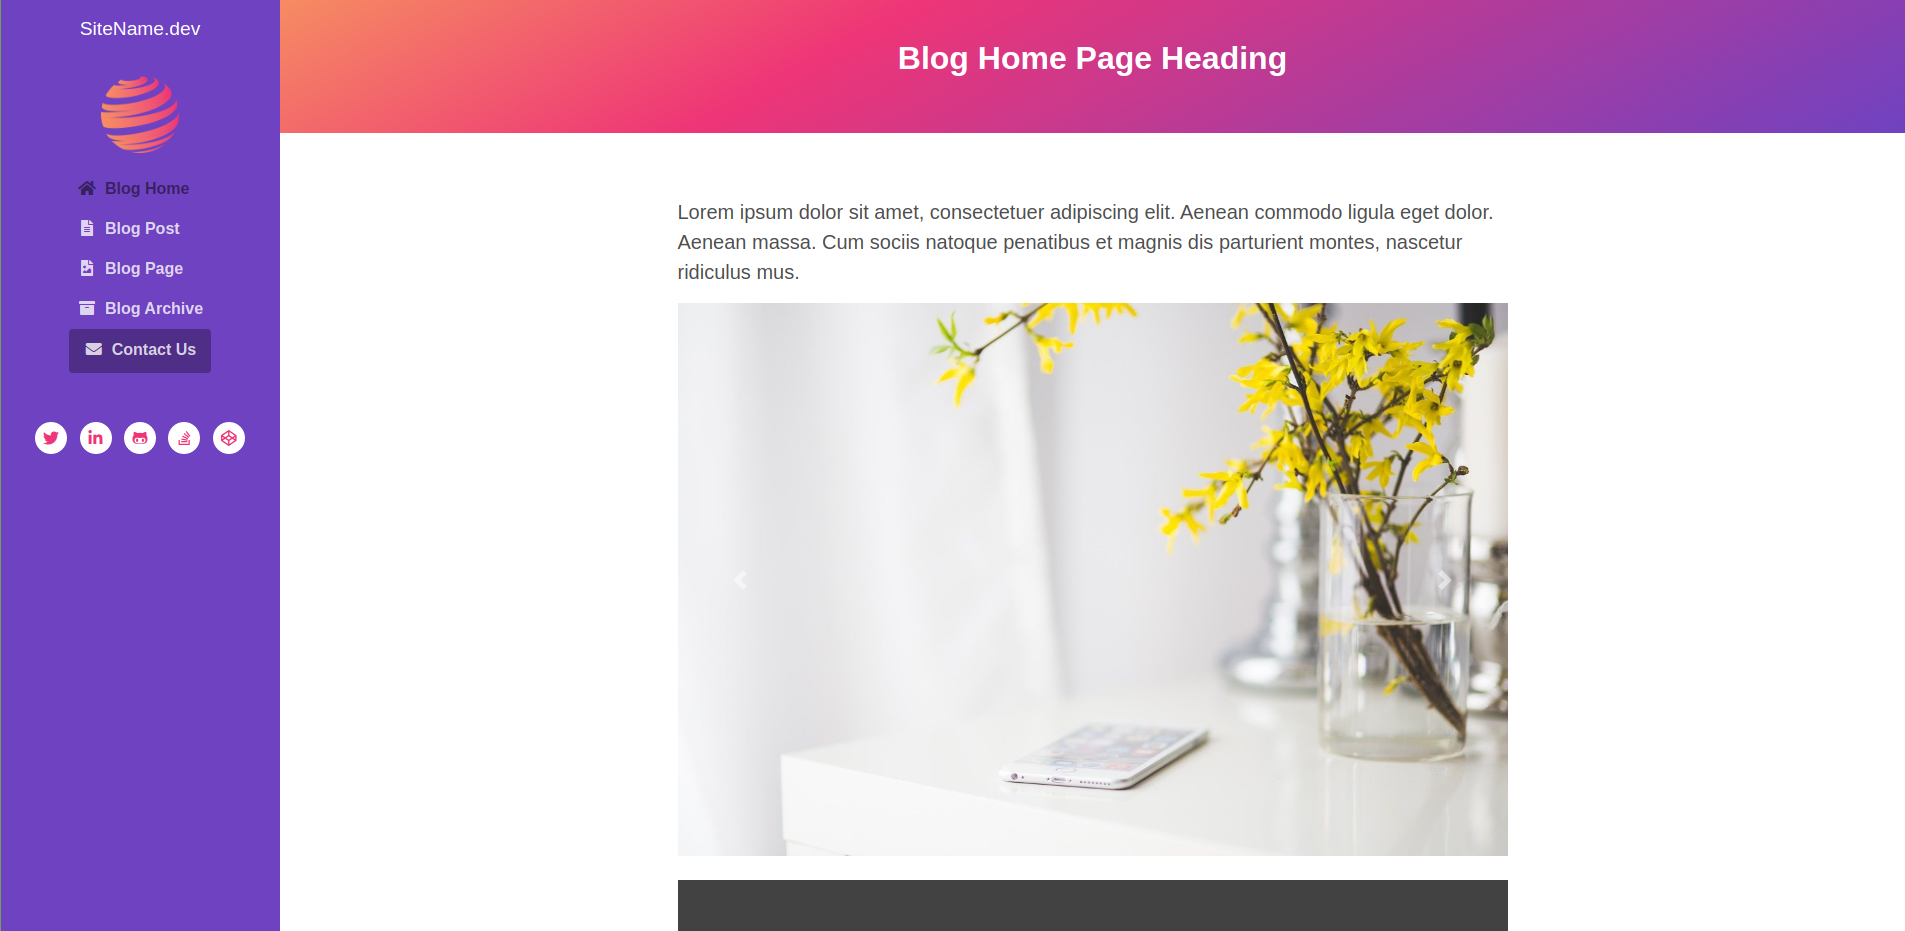 SiteName.dev
Blog Home
Blog Post
Blog Page
Blog Archive
Contact Us
Blog Home Page Heading
Lorem ipsum dolor sit amet, consectetuer adipiscing elit. Aenean commodo ligula eget dolor.
Aenean massa. Cum sociis natoque penatibus et magnis dis parturient montes, nascetur
ridiculus mus.